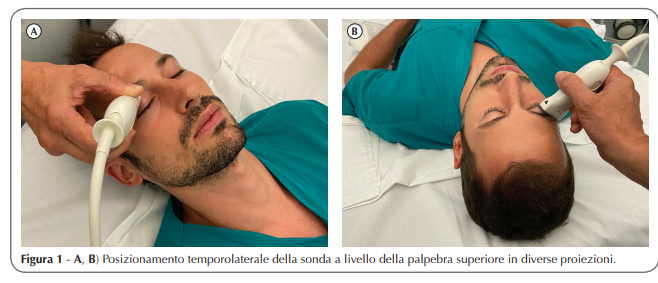 A
B
Figura 1 - A, B) Posizionamento temporolaterale della sonda a livello della palpebra superiore in diverse proiezioni.